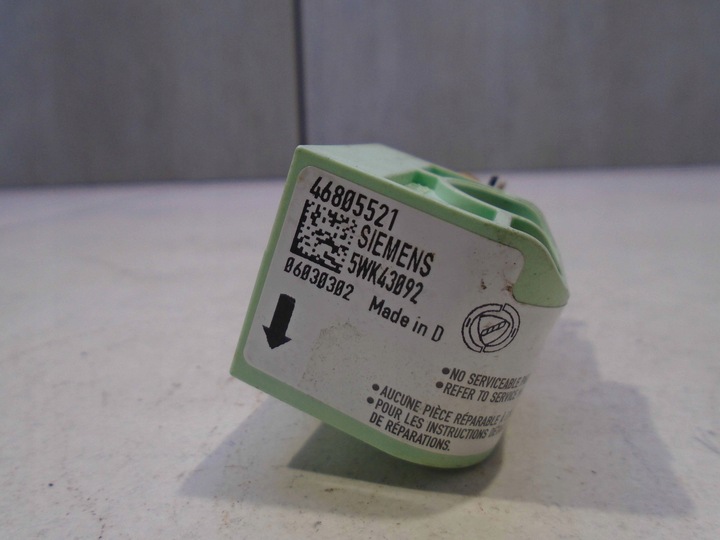 46805521
SIEMENS
5WK43092
06030302
Made in D
•NO SERVICEABLE
•REFER TO SERVICE
•AUCUNE PIÈCE RÉPARABLE
•POUR LES INSTRUCTIONS
DE RÉPARATIONS.